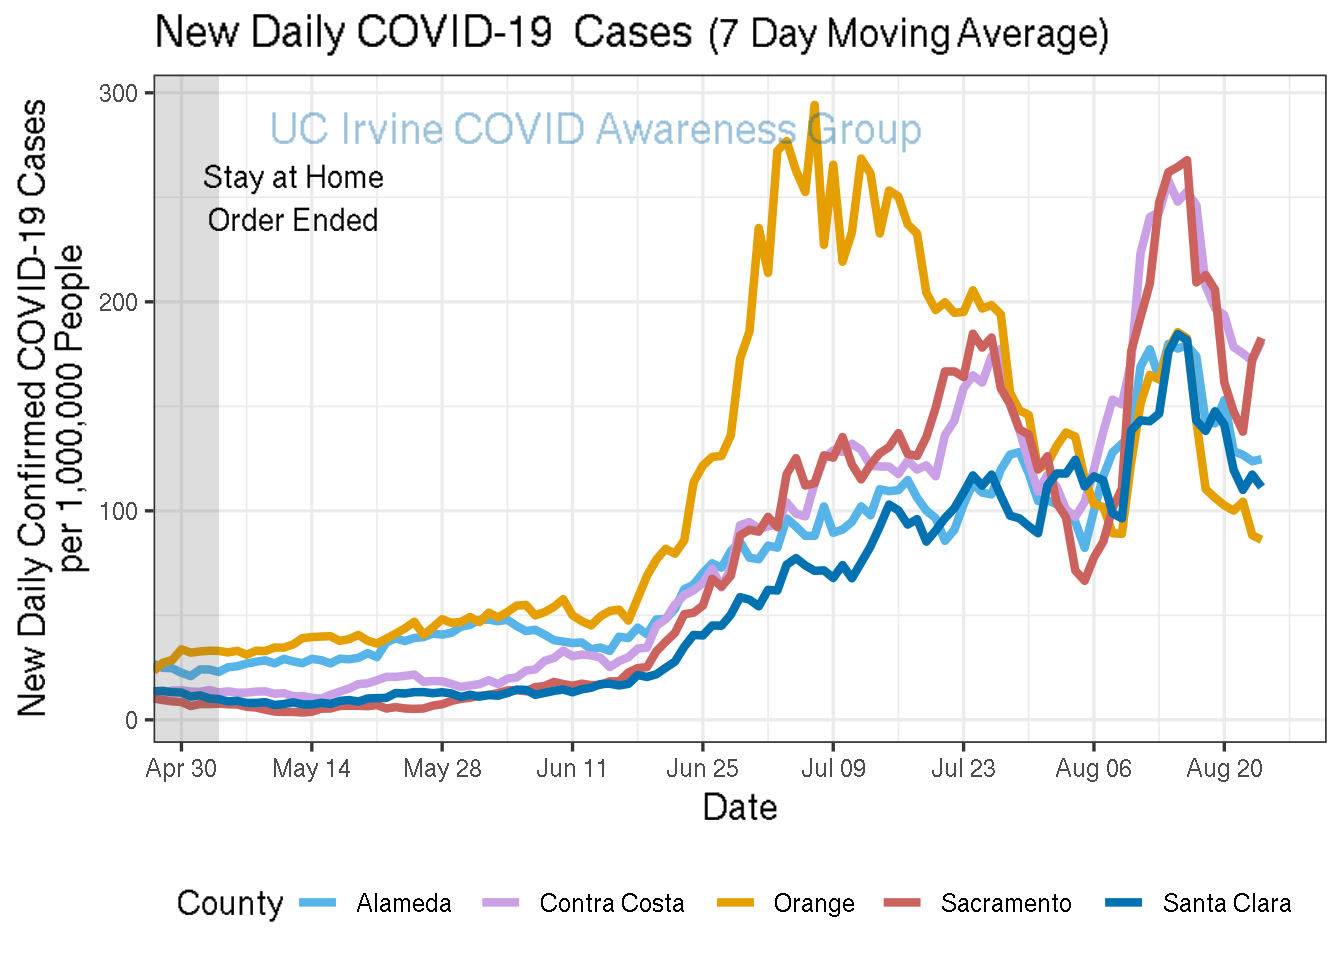 New Daily COVID-19 Cases (7 Day Moving Average)
New Daily Confirmed COVID-19 Cases
per 1,000,000 People
300
200
100
0
UC Irvine COVID Awareness Group
Stay at Home
Order Ended
Apr 30 May 14 May 28 Jun 11 Jun 25 Jul 09 Jul 23 Aug 06 Aug 20
Date
County Alameda Contra Costa Orange Sacramento Santa Clara